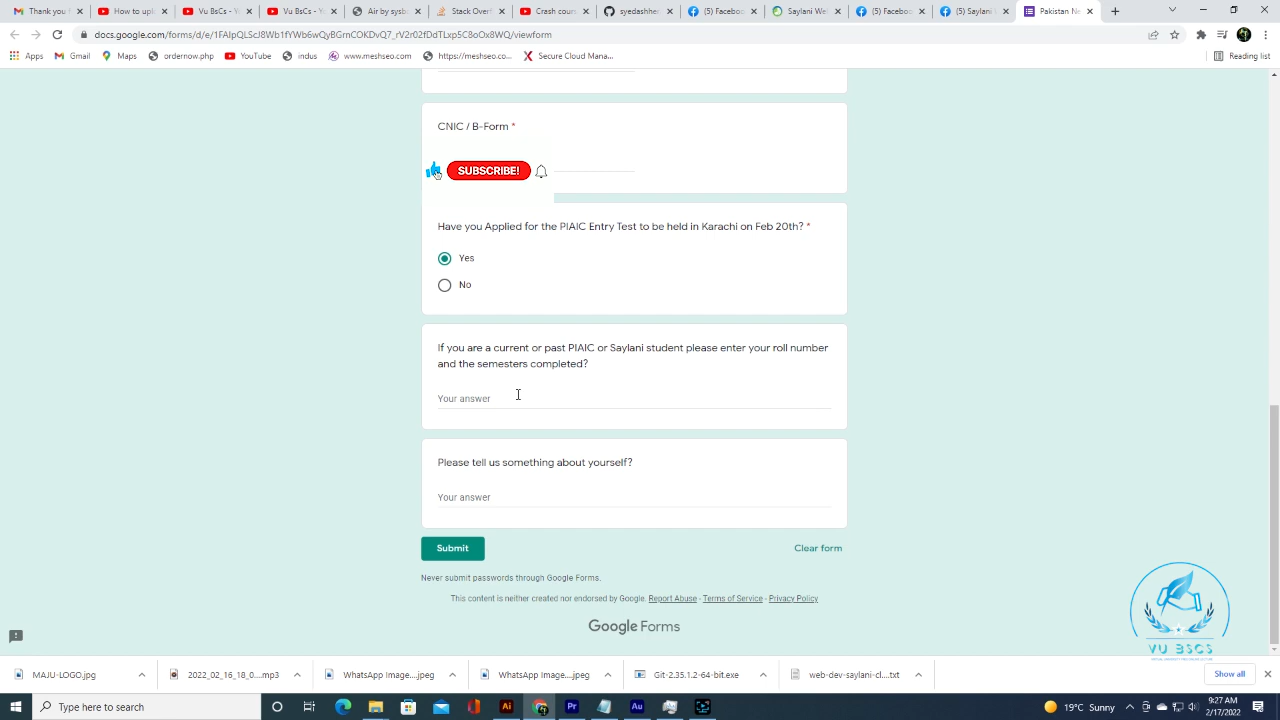 Thank you f
How to uplo
Vu BsCs - V
Vu BsCs - Yo
Air by sysba
Stack Over
Crash cours
syedashhec
(5) Facebo
Saylani We
(5) Facebo
(5) Saylani
Pakistan Ne
docs.google.com/forms/d/e/
/viewform
Apps Gmail Maps ordernow.php YouTube indus www.meshseo.com https://meshseo.co... Secure Cloud Mana... Reading list
CNIC / B-Form *
SUBSCRIBE!
Have you Applied for the PIAIC Entry Test to be held in Karachi on Feb 20th? *
Yes
No
If you are a current or past PIAIC or Saylani student please enter your roll number
and the semesters completed?
Your answer
Please tell us something about yourself?
Your answer
Submit Clear form
Never submit passwords through Google Forms.
This content is neither created nor endorsed by Google. Report Abuse - Terms of Service - Privacy Policy
Google Forms
VU BSCS
MAJU-LOGO.jpg 2022_02_16_18_0....mp3 WhatsApp Image....jpeg WhatsApp Image....jpeg Git-2.35.1.2-64-bit.exe web-dev-saylani-cl....txt Show all
Type here to search
19°C Sunny
9:27 AM
2/17/2022